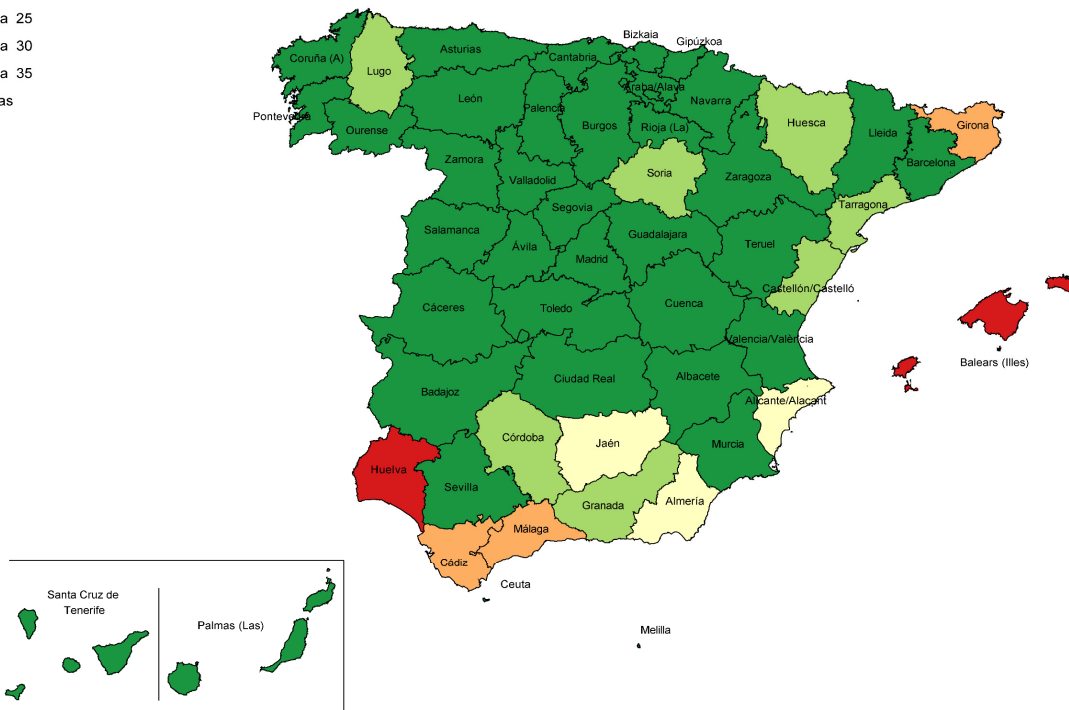 a 25
a 30
a 35
as
Bizkaia
Gipúzkoa
Asturias
Cantabria
Coruña (A)
Lugo
Araba/Alava
León
Palencia
Navarra
Pontevedra
Ourense
Burgos
Rioja (La)
Huesca
Lleida
Girona
Barcelona
Zamora
Valladolid
Soria
Zaragoza
Tarragona
Segovia
Salamanca
Ávila
Guadalajara
Teruel
Madrid
Castellón/Castelló
Cáceres
Toledo
Cuenca
Valencia/València
Balears (Illes)
Badajoz
Ciudad Real
Albacete
Alicante/Alacant
Córdoba
Jaén
Murcia
Huelva
Sevilla
Granada
Almería
Málaga
Cádiz
Ceuta
Santa Cruz de
Tenerife
Palmas (Las)
Melilla